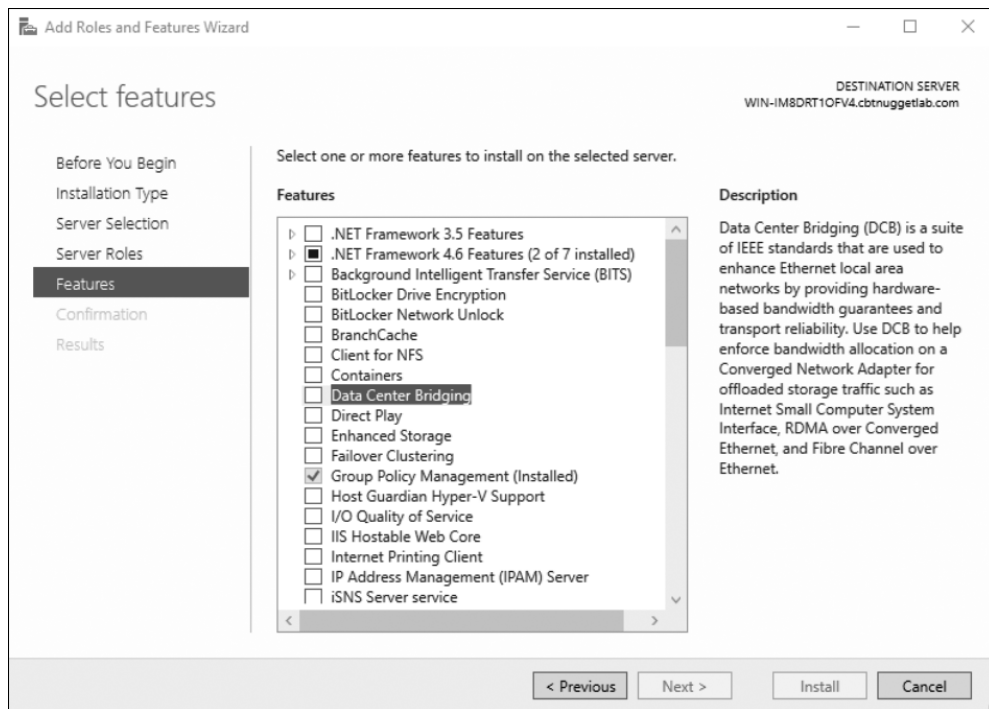 Add Roles and Features Wizard
Select features
DESTINATION SERVER
WIN-IM8DRT1OFV4.cbtnuggetlab.com
Before You Begin
Installation Type
Server Selection
Server Roles
Features
Confirmation
Results
Select one or more features to install on the selected server.
Features
.NET Framework 3.5 Features
.NET Framework 4.6 Features (2 of 7 installed)
Background Intelligent Transfer Service (BITS)
BitLocker Drive Encryption
BitLocker Network Unlock
BranchCache
Client for NFS
Containers
Data Center Bridging
Direct Play
Enhanced Storage
Failover Clustering
Group Policy Management (Installed)
Host Guardian Hyper-V Support
I/O Quality of Service
IIS Hostable Web Core
Internet Printing Client
IP Address Management (IPAM) Server
iSNS Server service
Description
Data Center Bridging (DCB) is a suite
of IEEE standards that are used to
enhance Ethernet local area
networks by providing hardware-
based bandwidth guarantees and
transport reliability. Use DCB to help
enforce bandwidth allocation on a
Converged Network Adapter for
offloaded storage traffic such as
Internet Small Computer System
Interface, RDMA over Converged
Ethernet, and Fibre Channel over
Ethernet.
< Previous
Next >
Install
Cancel